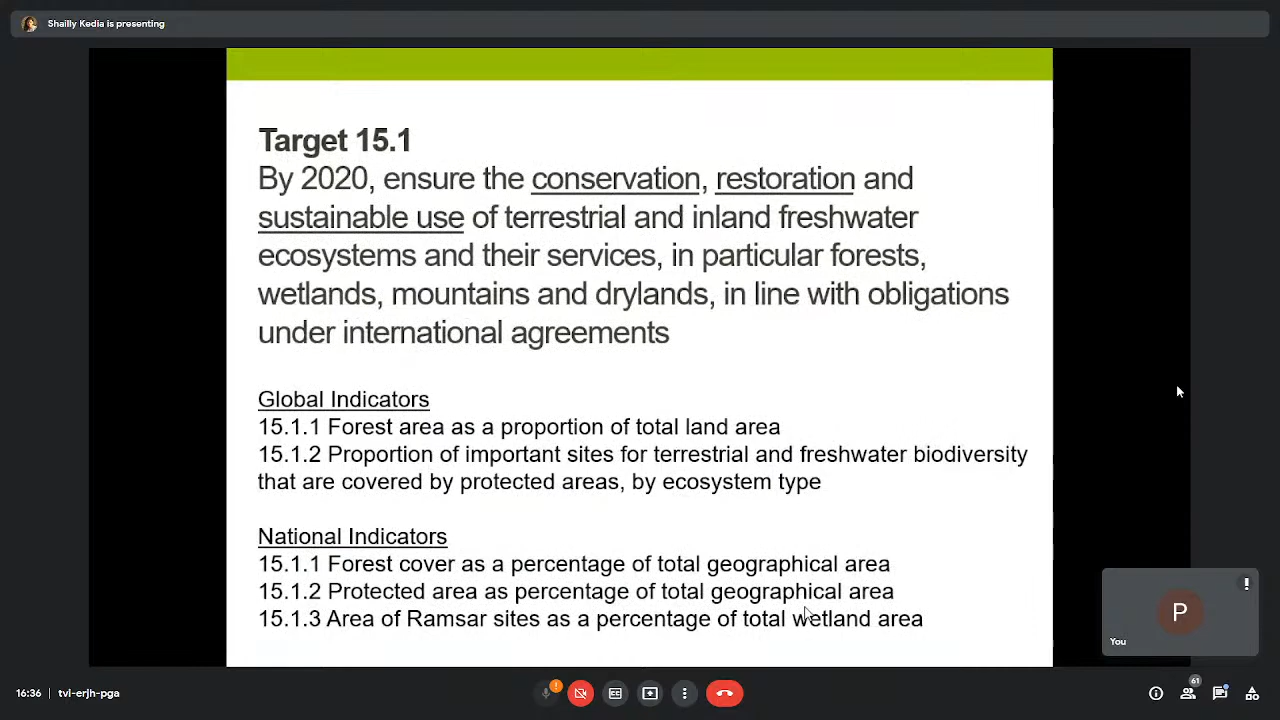 Shailly Kedia is presenting
Target 15.1
By 2020, ensure the conservation, restoration and
sustainable use of terrestrial and inland freshwater
ecosystems and their services, in particular forests,
wetlands, mountains and drylands, in line with obligations
under international agreements
Global Indicators
15.1.1 Forest area as a proportion of total land area
15.1.2 Proportion of important sites for terrestrial and freshwater biodiversity
that are covered by protected areas, by ecosystem type
National Indicators
15.1.1 Forest cover as a percentage of total geographical area
15.1.2 Protected area as percentage of total geographical area
15.1.3 Area of Ramsar sites as a percentage of total wetland area
P
You
16:36 | tvl-erjh-pga
61